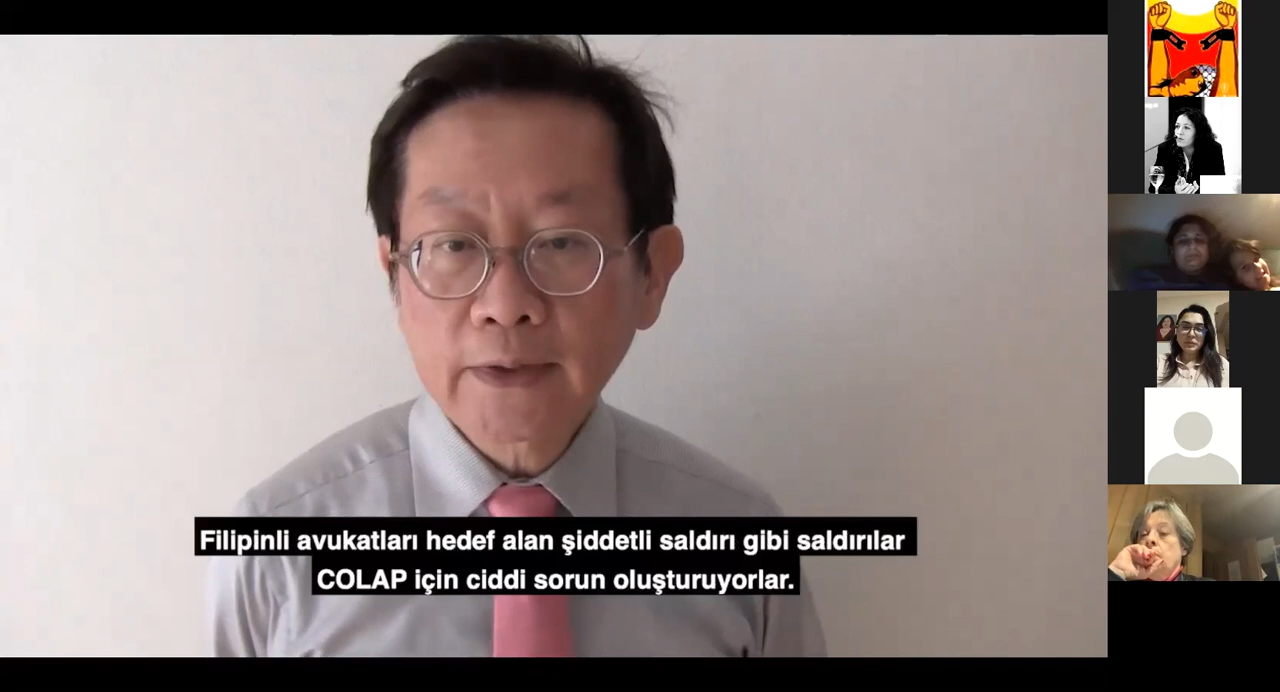 Filipinli avukatları hedef alan şiddetli saldırı gibi saldırılar
COLAP için ciddi sorun oluşturuyorlar.